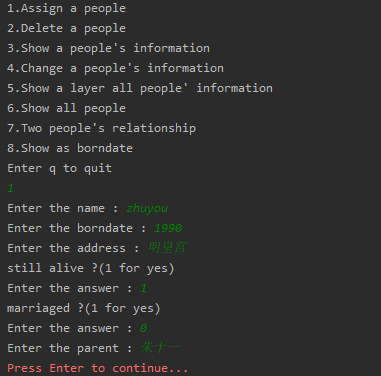 1.Assign a people
2.Delete a people
3.Show a people's information
4.Change a people's information
5.Show a layer all people' information
6.Show all people
7.Two people's relationship
8.Show as borndate
Enter q to quit
1
Enter the name : zhuyou
Enter the borndate : 1990
Enter the address : 明皇宫
still alive ?(1 for yes)
Enter the answer : 1
marriaged ?(1 for yes)
Enter the answer : 0
Enter the parent : 朱十一
Press Enter to continue...